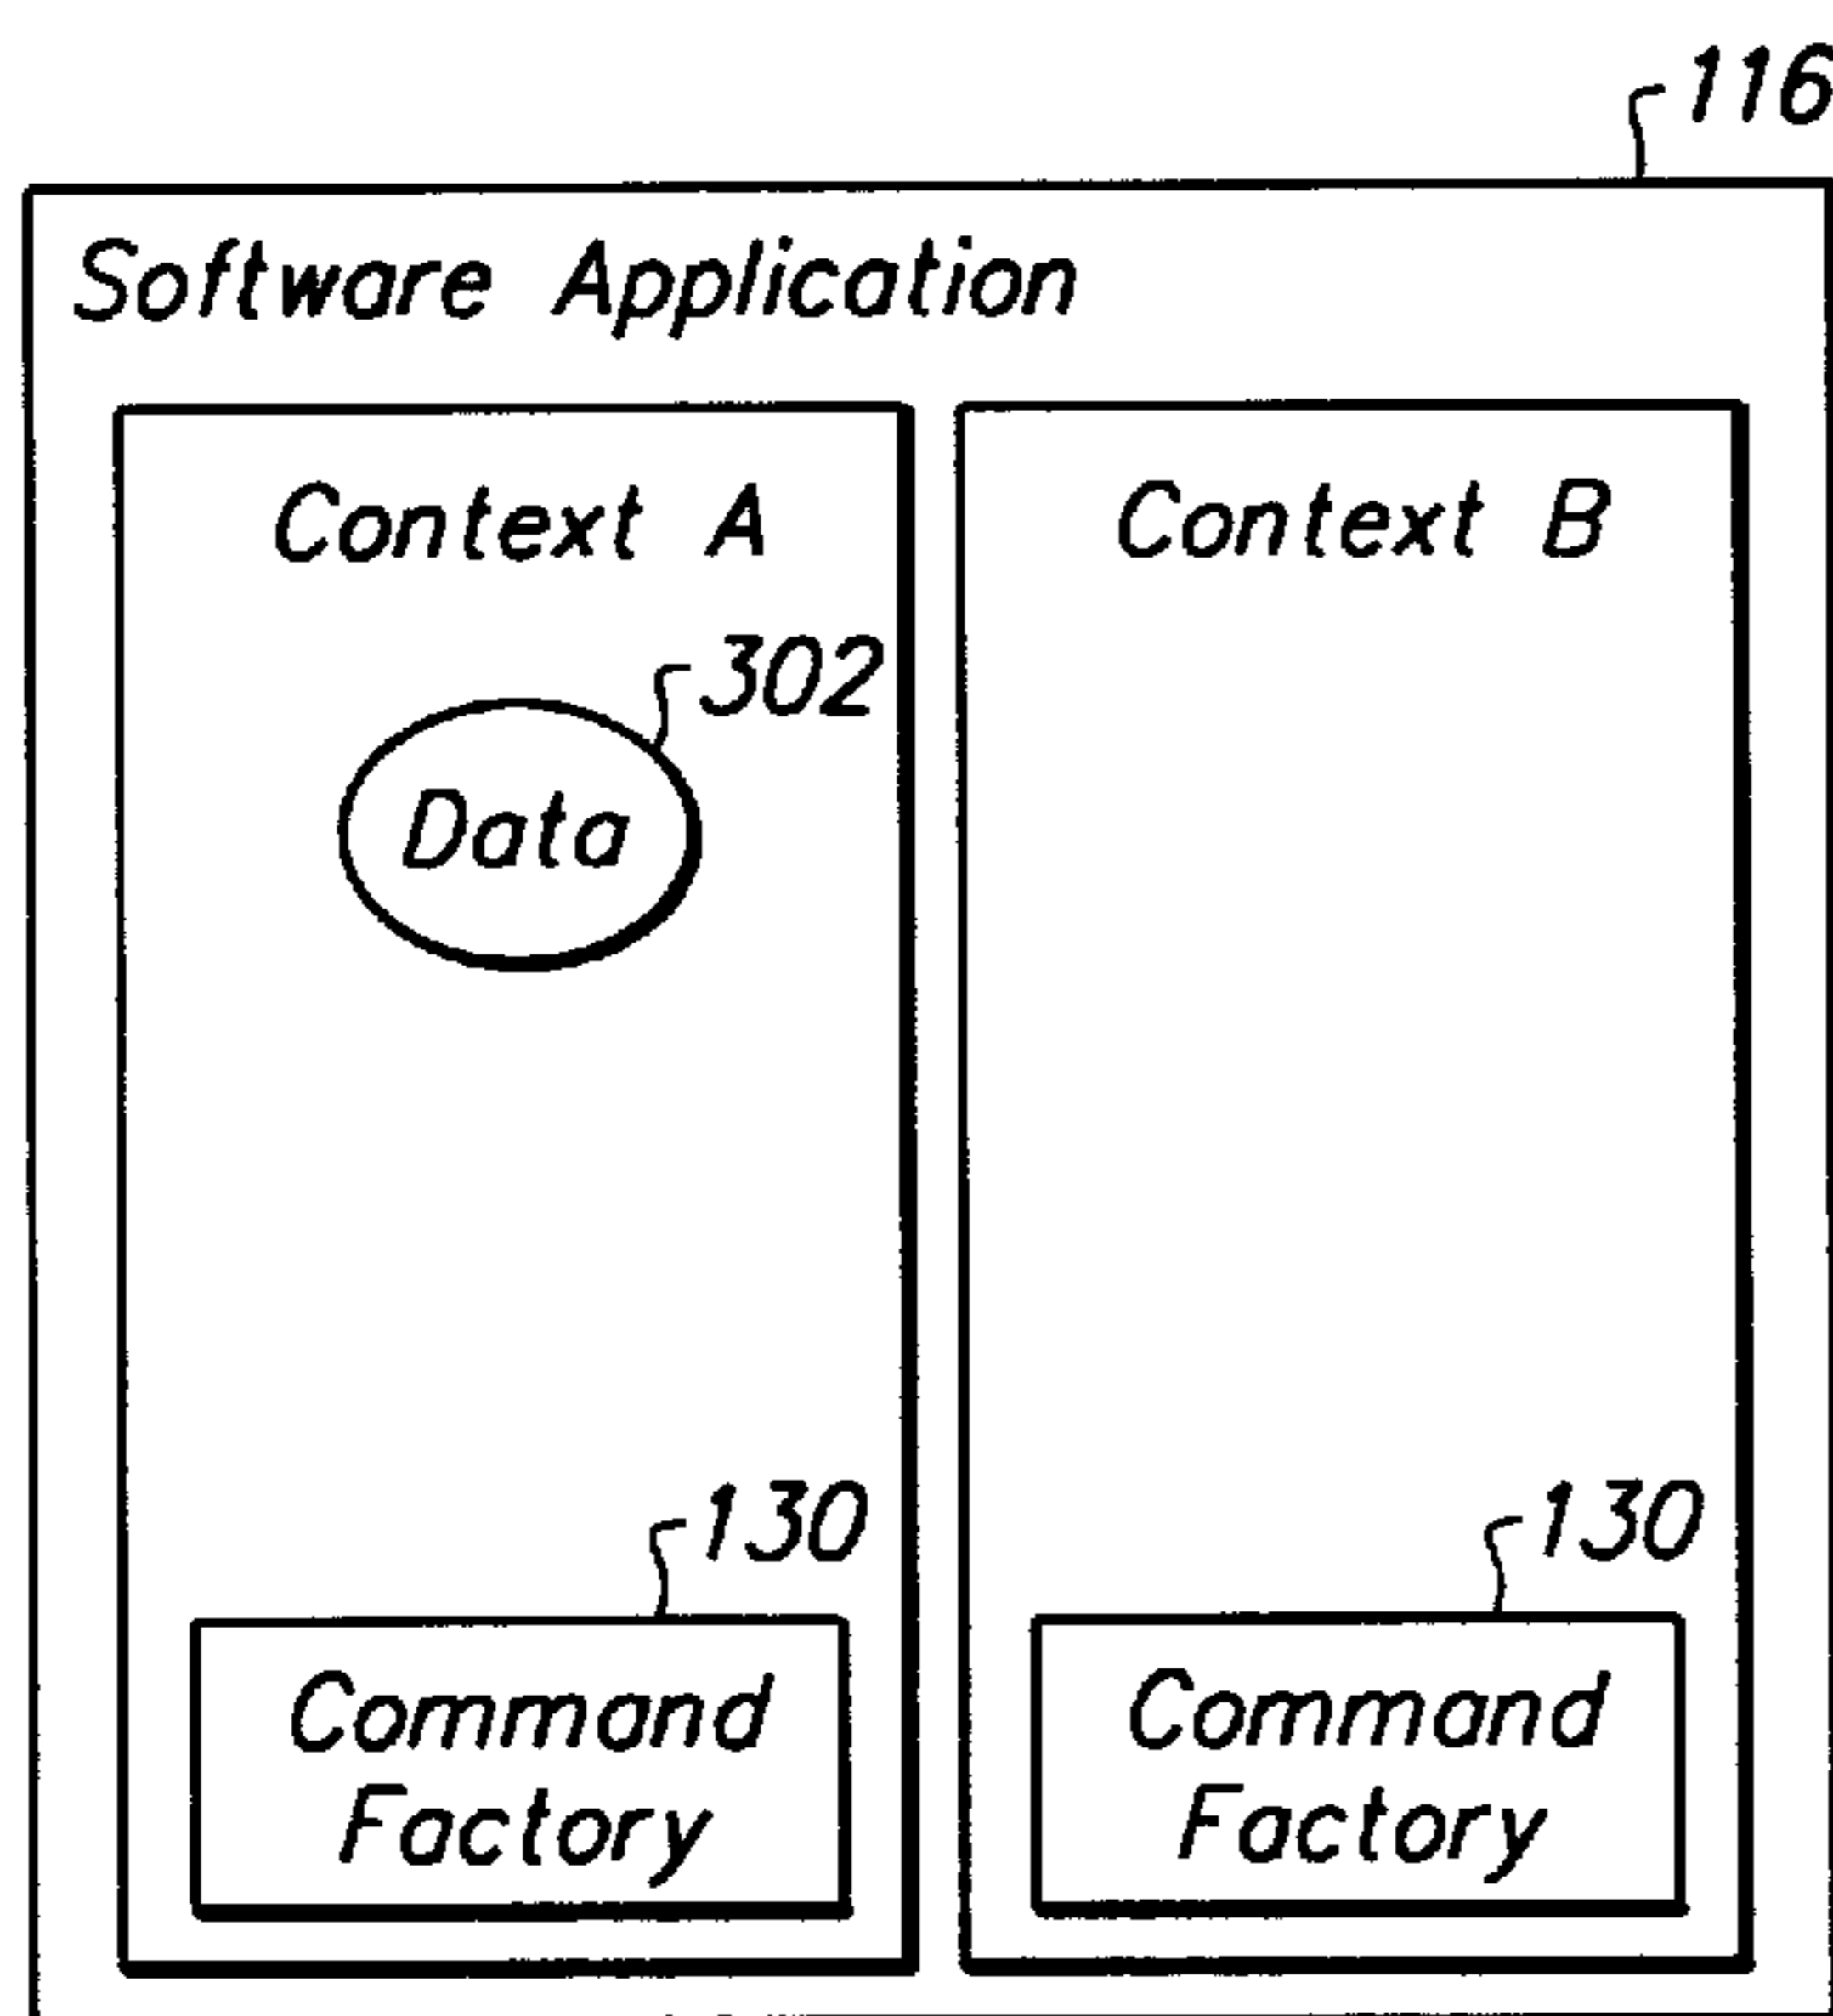 116
Software Application
Context A
302
Data
130
Command
Factory
Context B
130
Command
Factory